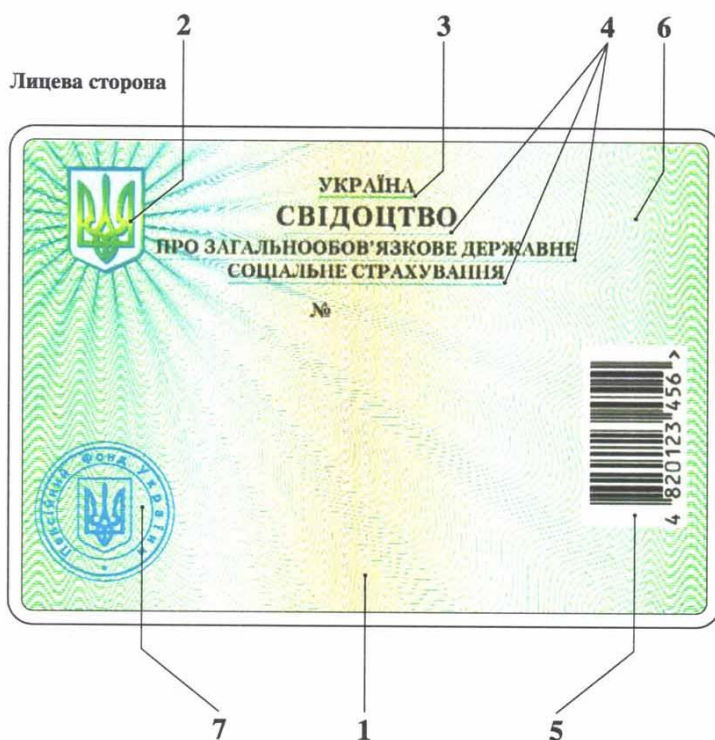 2 3 4 6
Лицева сторона
УКРАЇНА
СВІДОЦТВО
ПРО ЗАГАЛЬНООБОВ'ЯЗКОВЕ ДЕРЖАВНЕ
СОЦІАЛЬНЕ СТРАХУВАННЯ
№
4 820123 456 >
Пенсійний фонд України
7 1 5